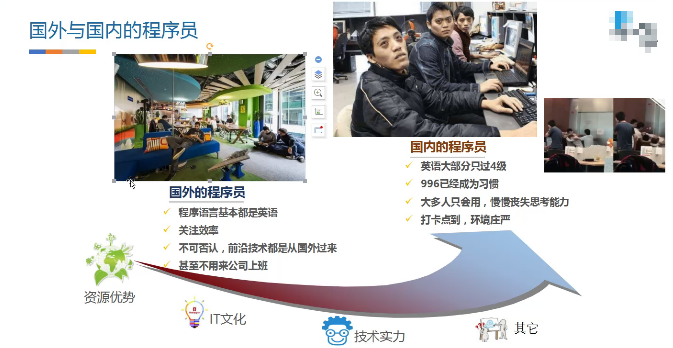 国外与国内的程序员
国外的程序员
程序语言基本都是英语
关注效率
不可否认，前沿技术都是从国外过来
甚至不用来公司上班
国内的程序员
英语大部分只过4级
996已经成为习惯
大多人只会用，慢慢丧失思考能力
打卡点到，环境庄严
资源优势
IT文化
技术实力
其它